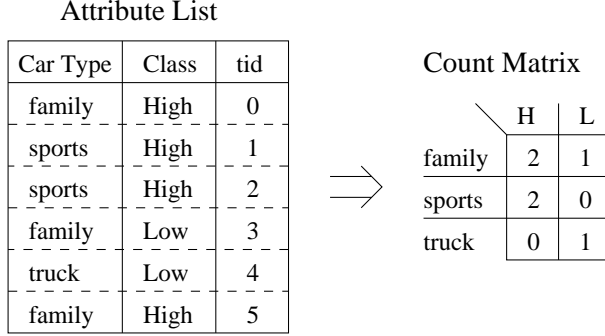 Attribute List
Car Type Class tid
family High 0
sports High 1
sports High 2
family Low 3
truck Low 4
family High 5
Count Matrix
H L
family 2 1
sports 2 0
truck 0 1